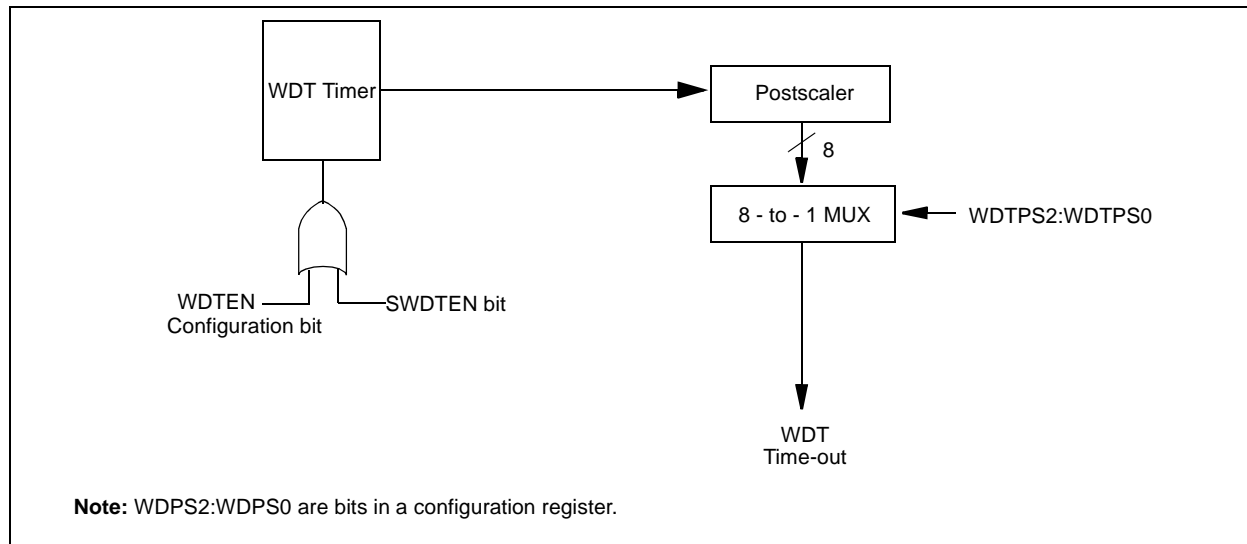 WDT Timer
Postscaler
8
8 - to - 1 MUX
WDTPS2:WDTPS0
WDTEN
Configuration bit
SWDTEN bit
WDT
Time-out
Note: WDPS2:WDPS0 are bits in a configuration register.